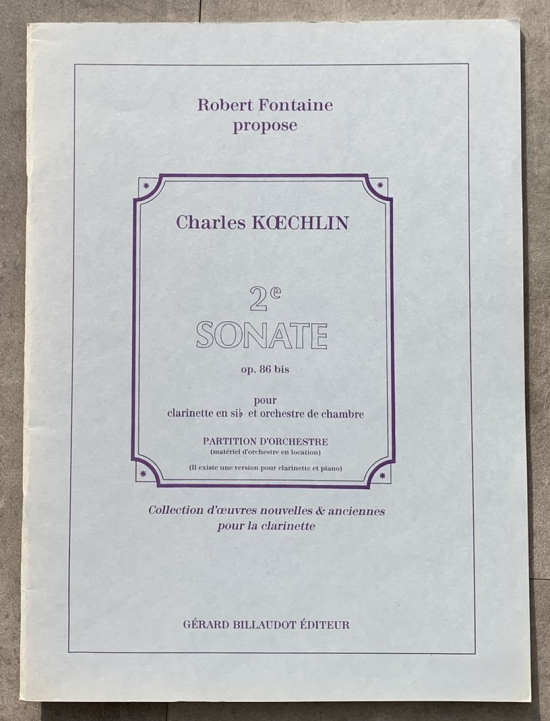 Robert Fontaine
propose
Charles KŒCHLIN
2e
SONATE
op. 86 bis
pour
clarinette en si♭ et orchestre de chambre
PARTITION D'ORCHESTRE
(matériel d'orchestre en location)
(Il existe une version pour clarinette et piano)
Collection d'œuvres nouvelles & anciennes
pour la clarinette
GÉRARD BILLAUDOT ÉDITEUR